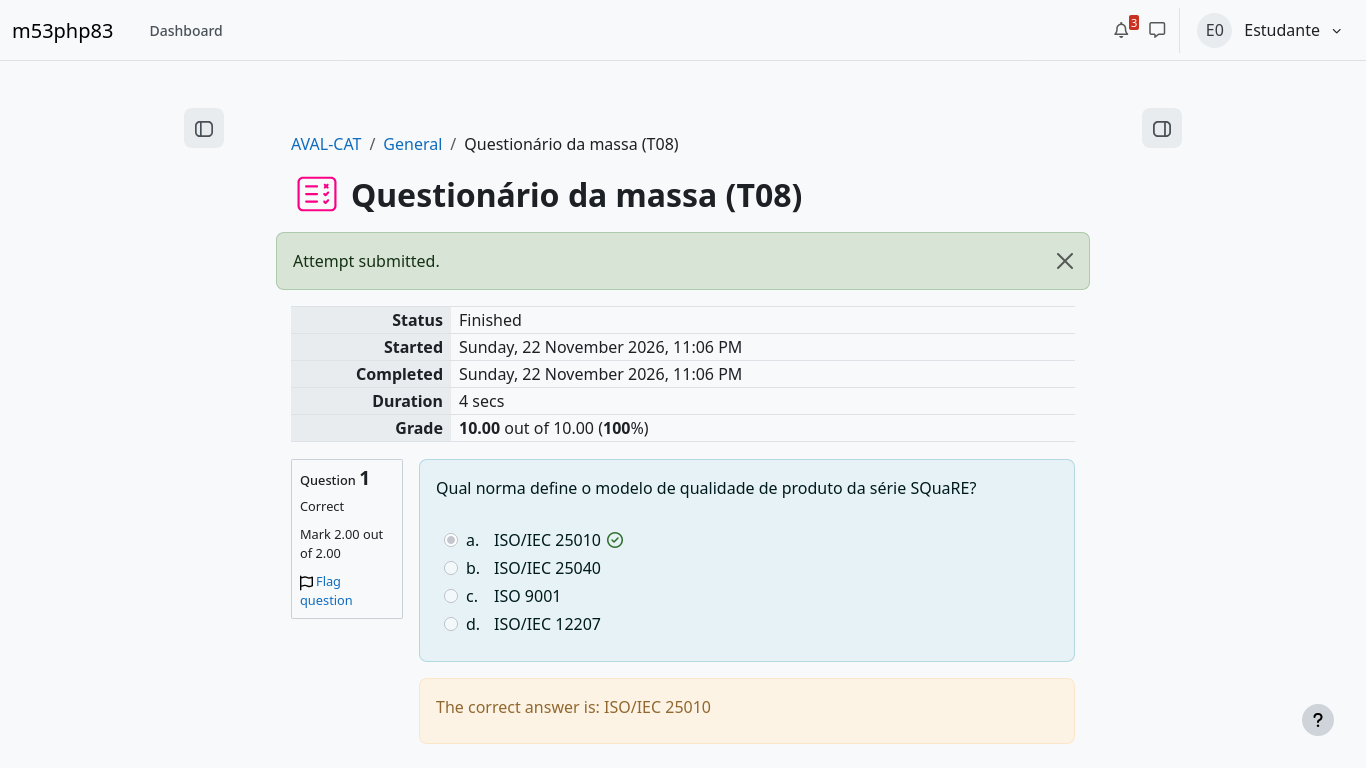 m53php83 Dashboard 3 E0 Estudante
AVAL-CAT / General / Questionário da massa (T08)
Questionário da massa (T08)
Attempt submitted.
Status Finished
Started Sunday, 22 November 2026, 11:06 PM
Completed Sunday, 22 November 2026, 11:06 PM
Duration 4 secs
Grade 10.00 out of 10.00 (100%)
Question 1
Correct
Mark 2.00 out
of 2.00
Flag
question
Qual norma define o modelo de qualidade de produto da série SQuaRE?
a. ISO/IEC 25010
b. ISO/IEC 25040
c. ISO 9001
d. ISO/IEC 12207
The correct answer is: ISO/IEC 25010
?